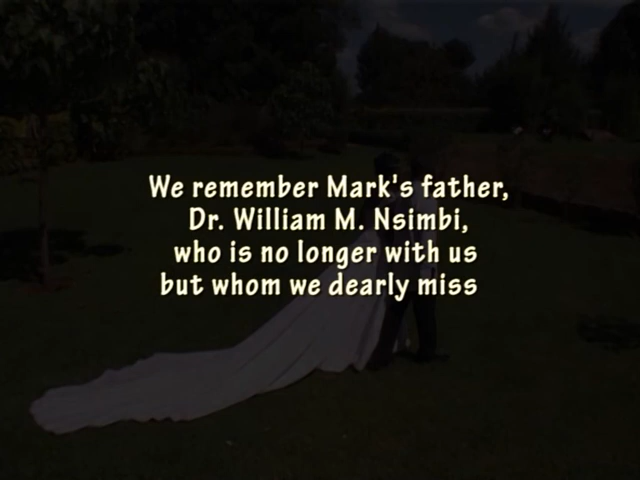 We remember Mark's father,
Dr. William M. Nsimbi,
who is no longer with us
but whom we dearly miss